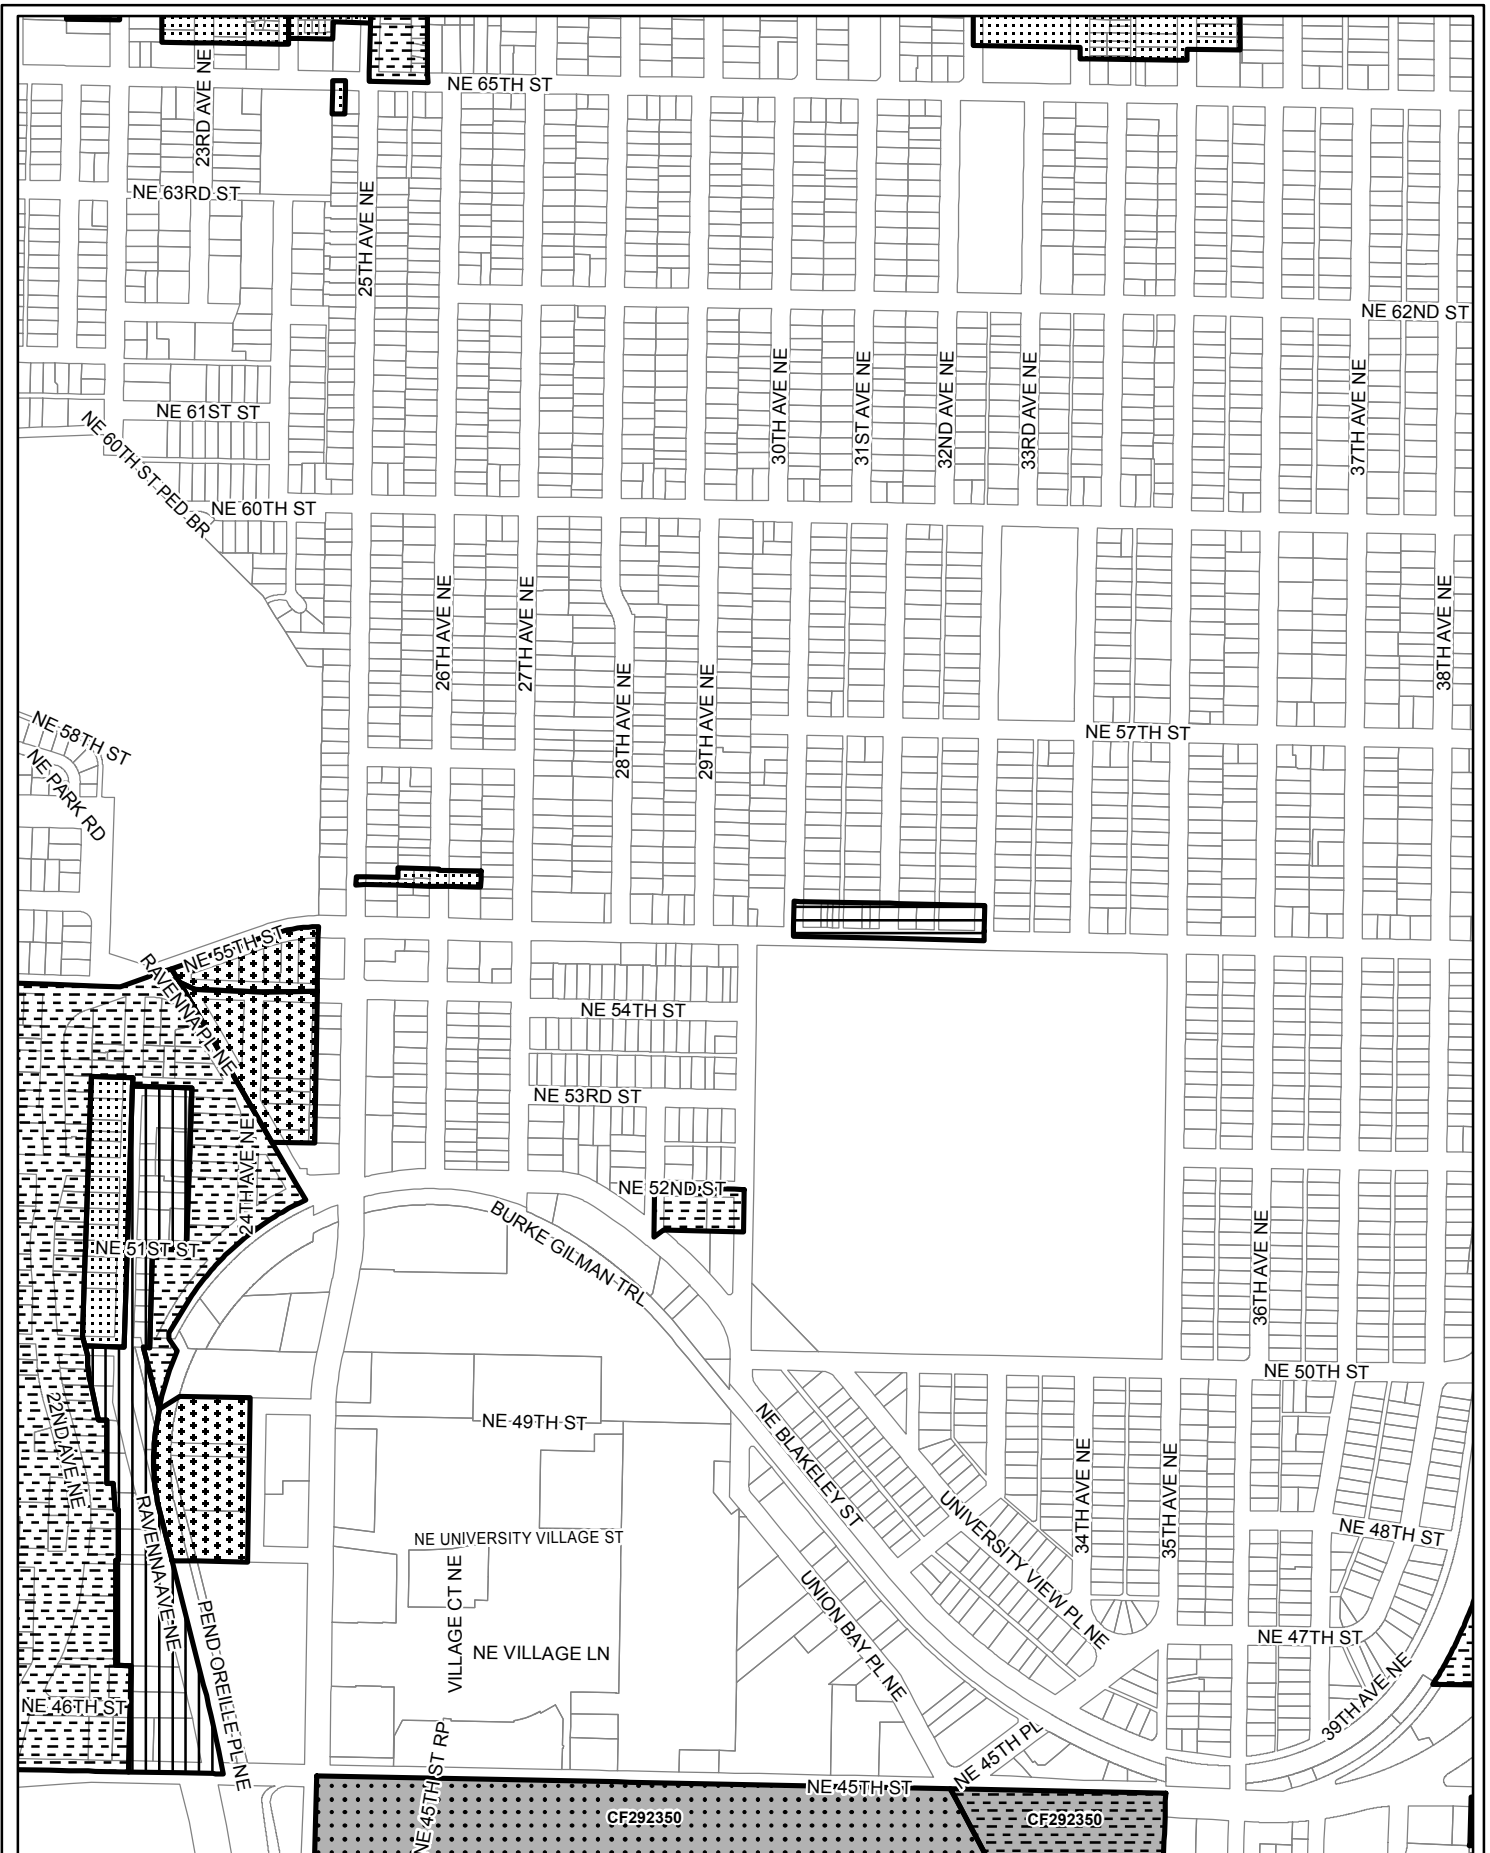 NE 65TH ST
23RD AVE NE
NE 63RD ST
25TH AVE NE
NE 62ND ST
30TH AVE NE
31ST AVE NE
32ND AVE NE
33RD AVE NE
37TH AVE NE
NE 61ST ST
NE 60TH ST PED BR
NE 60TH ST
26TH AVE NE
27TH AVE NE
38TH AVE NE
28TH AVE NE
29TH AVE NE
NE 58TH ST
NE 57TH ST
NE PARK RD
NE 55TH ST
RAVENNA PL NE
NE 54TH ST
NE 53RD ST
24TH AVE NE
NE 52ND ST
BURKE GILMAN TRL
NE 51ST ST
36TH AVE NE
NE 50TH ST
22ND AVE NE
NE 49TH ST
NE BLAKELEY ST
34TH AVE NE
35TH AVE NE
UNIVERSITY VIEW PL NE
NE 48TH ST
RAVENNA AVE NE
NE UNIVERSITY VILLAGE ST
VILLAGE CT NE
UNION BAY PL NE
PEND OREILLE PL NE
NE VILLAGE LN
NE 47TH ST
39TH AVE NE
NE 46TH ST
NE 45TH ST RP
NE 45TH PL
NE 45TH ST
CF292350
CF292350